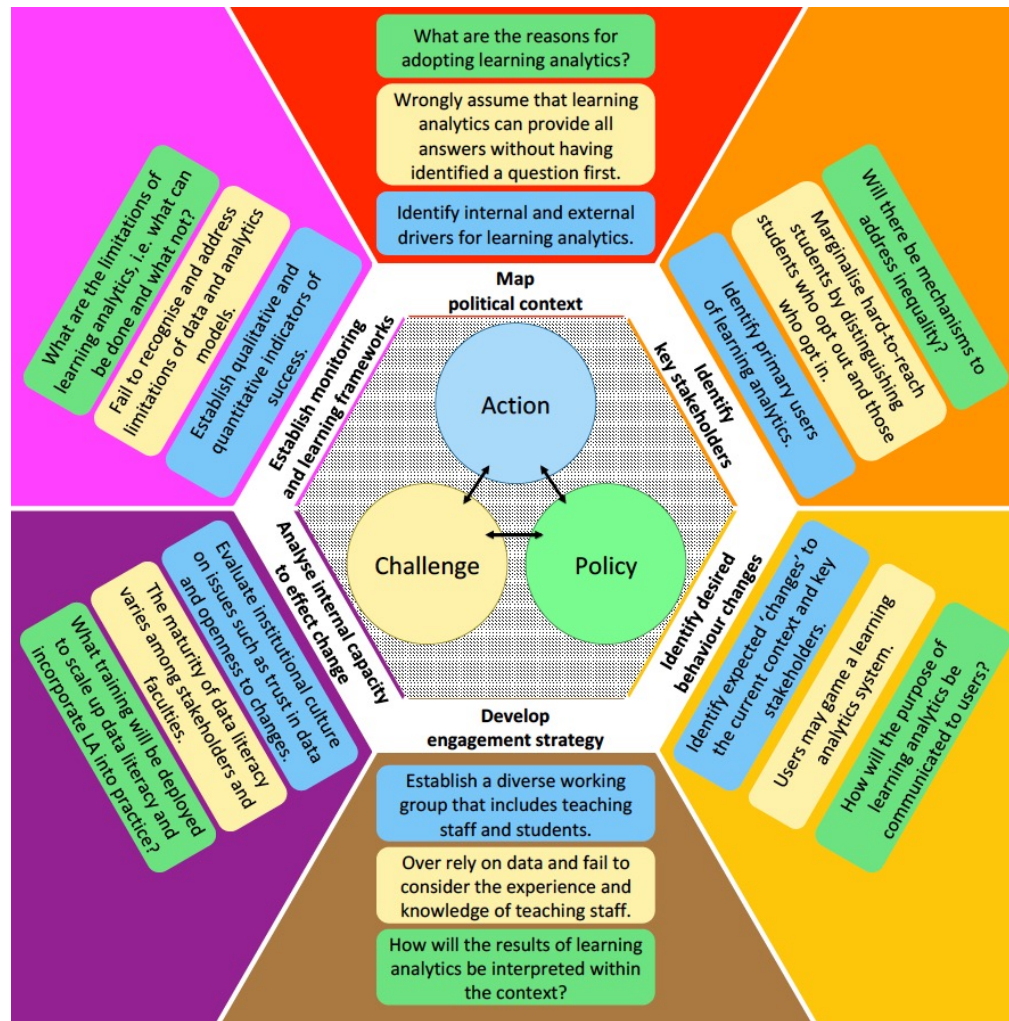 What are the reasons for
adopting learning analytics?
Wrongly assume that learning
analytics can provide all
answers without having
identified a question first.
Identify internal and external
drivers for learning analytics.
Map
political context
Will there be mechanisms to
address inequality?
Marginalise hard-to-reach
students by distinguishing
students who opt out and those
who opt in.
Identify primary users
of learning analytics.
Identify
key stakeholders
Identify expected ‘changes’ to
the current context and key
stakeholders.
Users may game a learning
analytics system.
How will the purpose of
learning analytics be
communicated to users?
Identify desired
behaviour changes
Develop
engagement strategy
Establish a diverse working
group that includes teaching
staff and students.
Over rely on data and fail to
consider the experience and
knowledge of teaching staff.
How will the results of learning
analytics be interpreted within
the context?
Analyse internal capacity
to effect change
Evaluate institutional culture
on issues such as trust in data
and openness to changes.
The maturity of data literacy
varies among stakeholders and
faculties.
What training will be deployed
to scale up data literacy and
incorporate LA into practice?
What are the limitations of
learning analytics, i.e. what can
be done and what not?
Fail to recognise and address
limitations of data and analytics
models.
Establish qualitative and
quantitative indicators of
success.
Establish monitoring
and learning frameworks
Action
Challenge
Policy